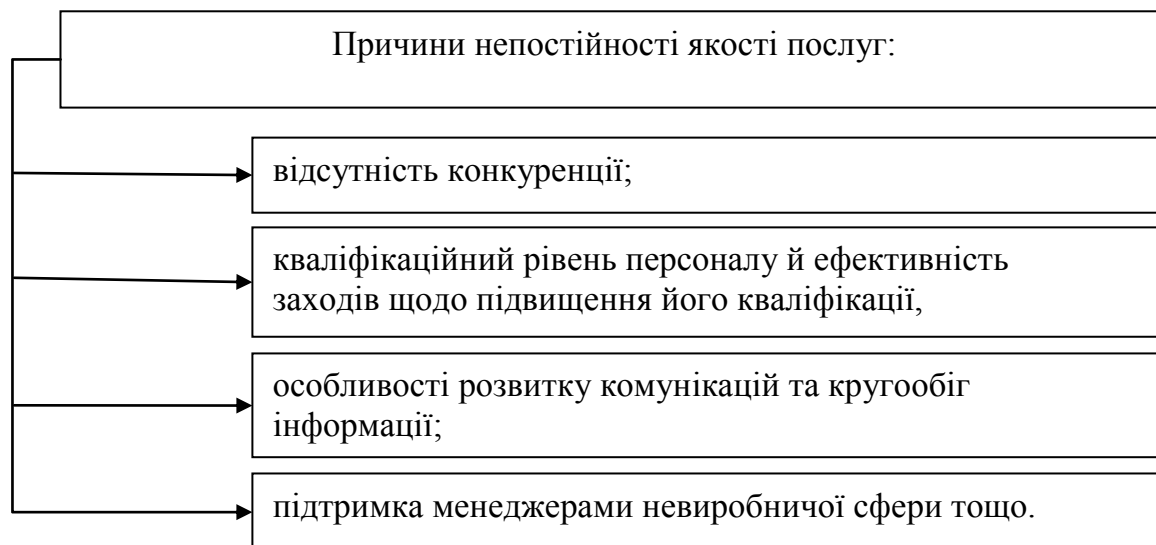 Причини непостійності якості послуг:
відсутність конкуренції;
кваліфікаційний рівень персоналу й ефективність
заходів щодо підвищення його кваліфікації,
особливості розвитку комунікацій та кругообіг
інформації;
підтримка менеджерами невиробничої сфери тощо.